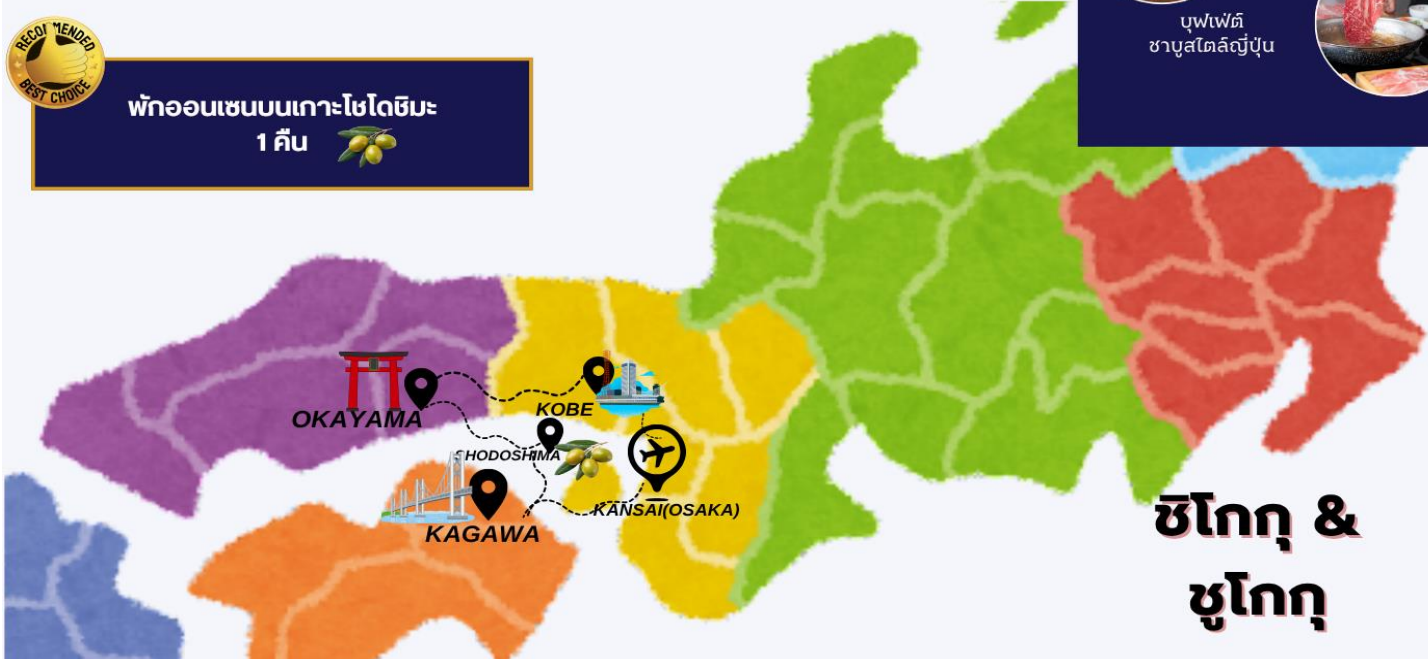 RECOMMENDED
BEST CHOICE
พักออนเซนบนเกาะโชโดชิมะ
1 คืน
บุฟเฟ่ต์
ชาบูสไตล์ญี่ปุ่น
OKAYAMA
KOBE
SHODOSHIMA
KAGAWA
KANSAI(OSAKA)
ชิโกกุ &
ชูโกกุ